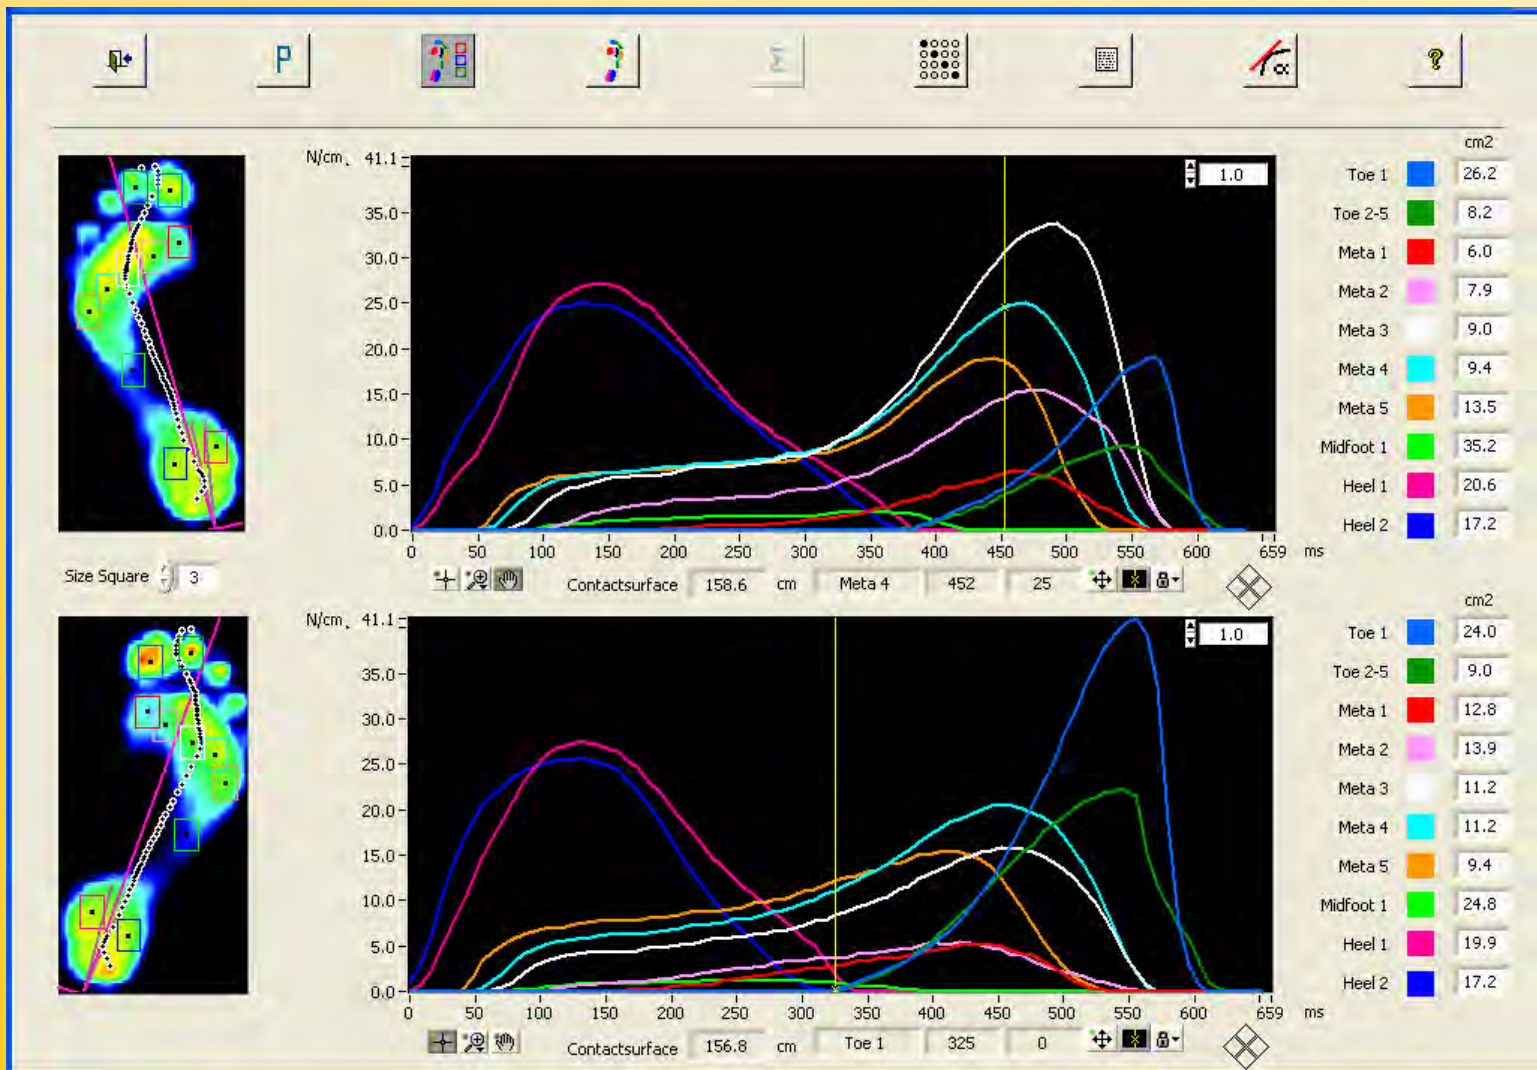 P
Σ
α
?
N/cm
41.1
35.0
30.0
25.0
20.0
15.0
10.0
5.0
0.0
0 50 100 150 200 250 300 350 400 450 500 550 600 659 ms
1.0
cm2
Toe 1 26.2
Toe 2-5 8.2
Meta 1 6.0
Meta 2 7.9
Meta 3 9.0
Meta 4 9.4
Meta 5 13.5
Midfoot 1 35.2
Heel 1 20.6
Heel 2 17.2
Size Square 3
Contactsurface 158.6 cm Meta 4 452 25
N/cm
41.1
35.0
30.0
25.0
20.0
15.0
10.0
5.0
0.0
0 50 100 150 200 250 300 350 400 450 500 550 600 659 ms
1.0
cm2
Toe 1 24.0
Toe 2-5 9.0
Meta 1 12.8
Meta 2 13.9
Meta 3 11.2
Meta 4 11.2
Meta 5 9.4
Midfoot 1 24.8
Heel 1 19.9
Heel 2 17.2
Contactsurface 156.8 cm Toe 1 325 0